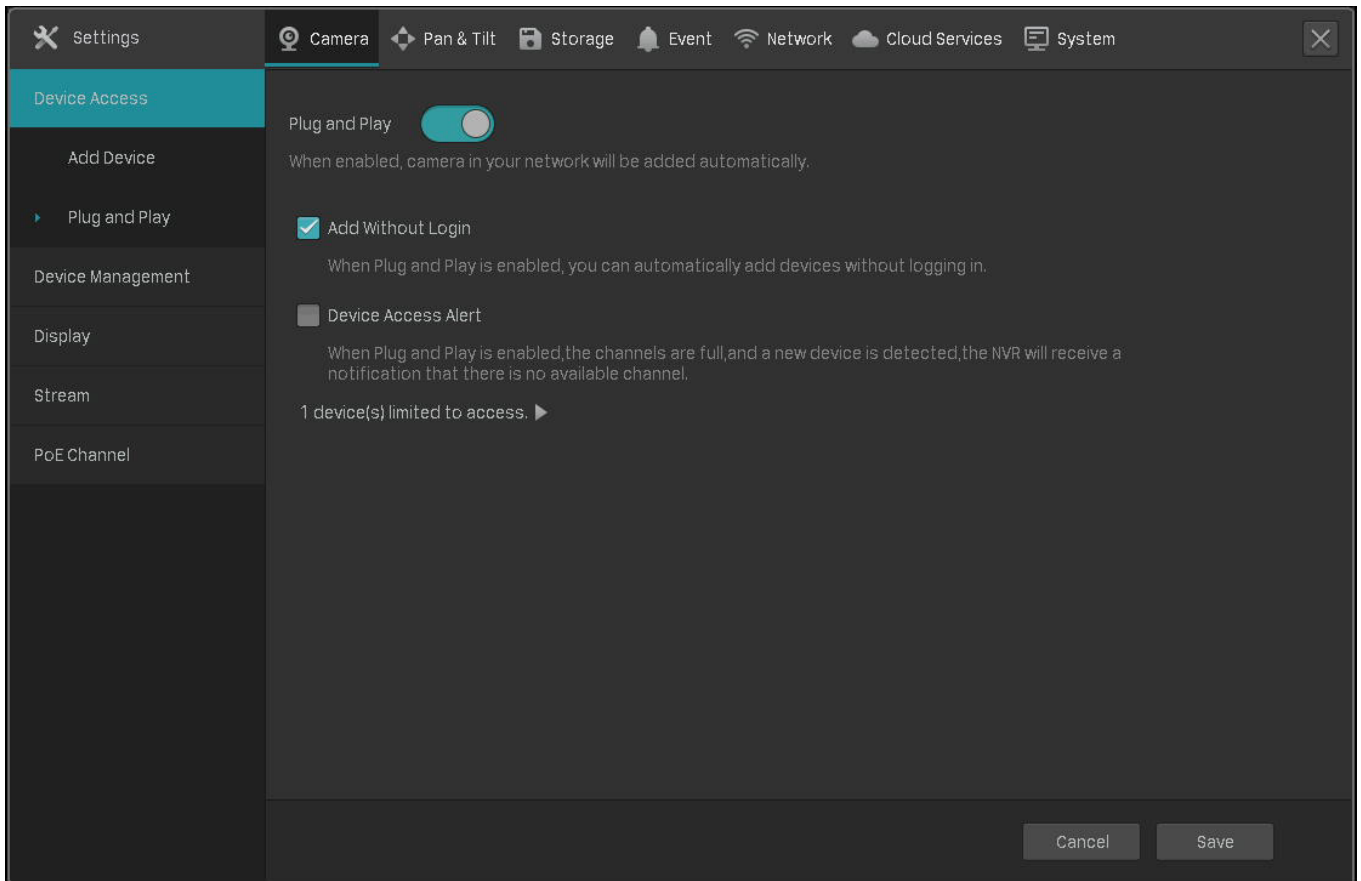 Settings
Camera
Pan & Tilt
Storage
Event
Network
Cloud Services
System
Device Access
Add Device
Plug and Play
Device Management
Display
Stream
PoE Channel
Plug and Play
When enabled, camera in your network will be added automatically.
Add Without Login
When Plug and Play is enabled, you can automatically add devices without logging in.
Device Access Alert
When Plug and Play is enabled,the channels are full,and a new device is detected,the NVR will receive a
notification that there is no available channel.
1 device(s) limited to access.
Cancel
Save